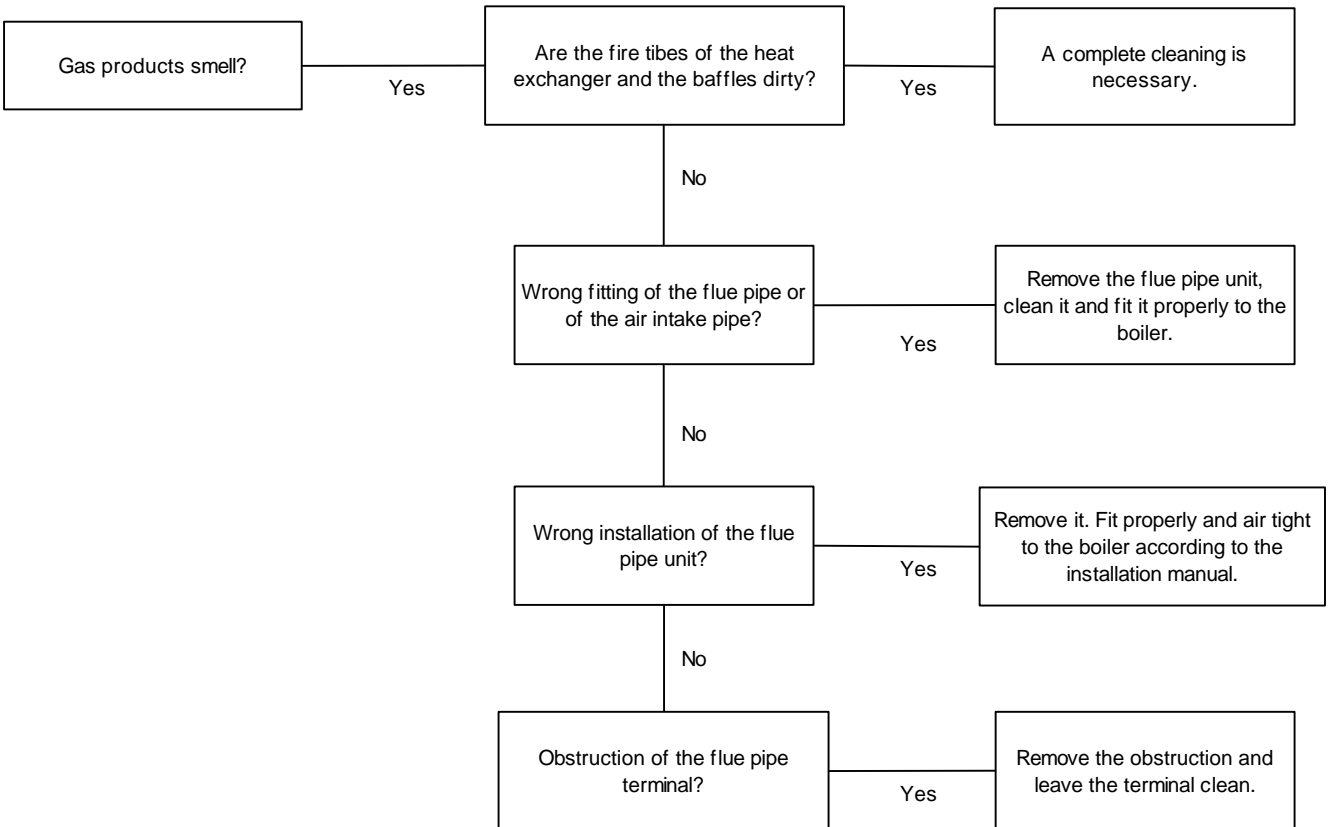 Gas products smell?
Yes
Are the fire tibes of the heat
exchanger and the baffles dirty?
Yes
A complete cleaning is
necessary.
No
Wrong fitting of the flue pipe or
of the air intake pipe?
Yes
Remove the flue pipe unit,
clean it and fit it properly to the
boiler.
No
Wrong installation of the flue
pipe unit?
Yes
Remove it. Fit properly and air tight
to the boiler according to the
installation manual.
No
Obstruction of the flue pipe
terminal?
Yes
Remove the obstruction and
leave the terminal clean.